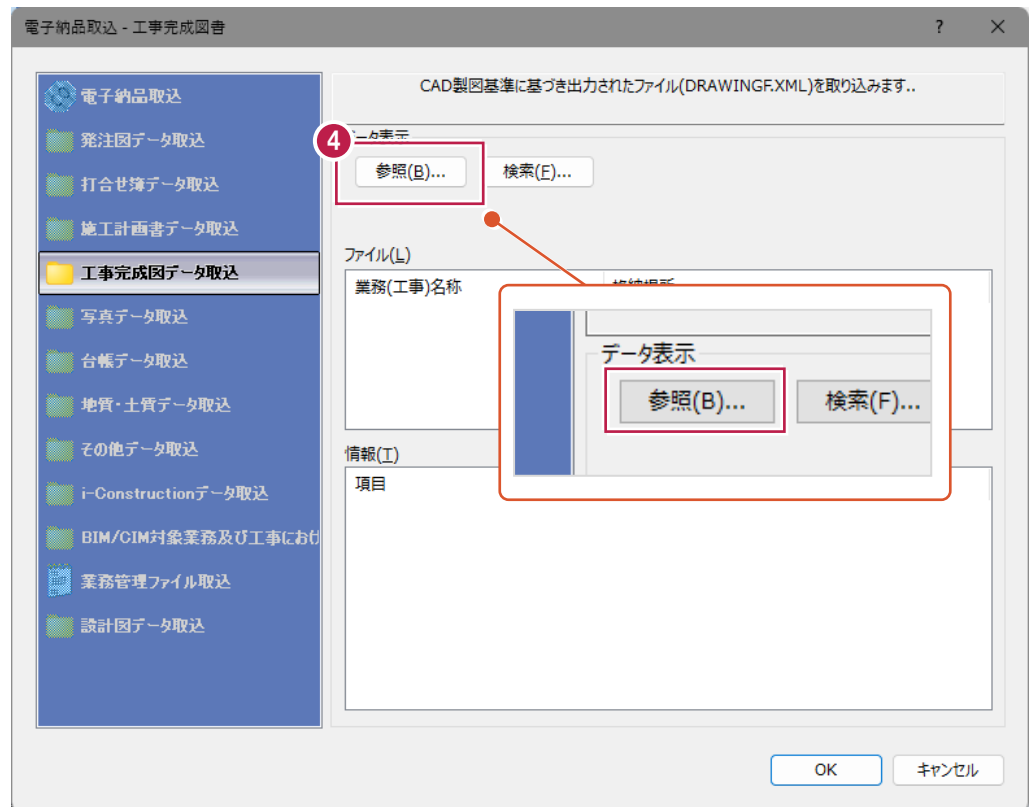 電子納品取込 - 工事完成図書
? ×
電子納品取込
発注図データ取込
打合せ簿データ取込
施工計画書データ取込
工事完成図データ取込
写真データ取込
台帳データ取込
地質・土質データ取込
その他データ取込
i-Constructionデータ取込
BIM/CIM対象業務及び工事におけ
業務管理ファイル取込
設計図データ取込
CAD製図基準に基づき出力されたファイル(DRAWINGF.XML)を取り込みます..
4
データ表示
参照(B)... 検索(F)...
ファイル(L)
業務(工事)名称 格納場所
データ表示
参照(B)... 検索(F)...
情報(T)
項目
OK キャンセル